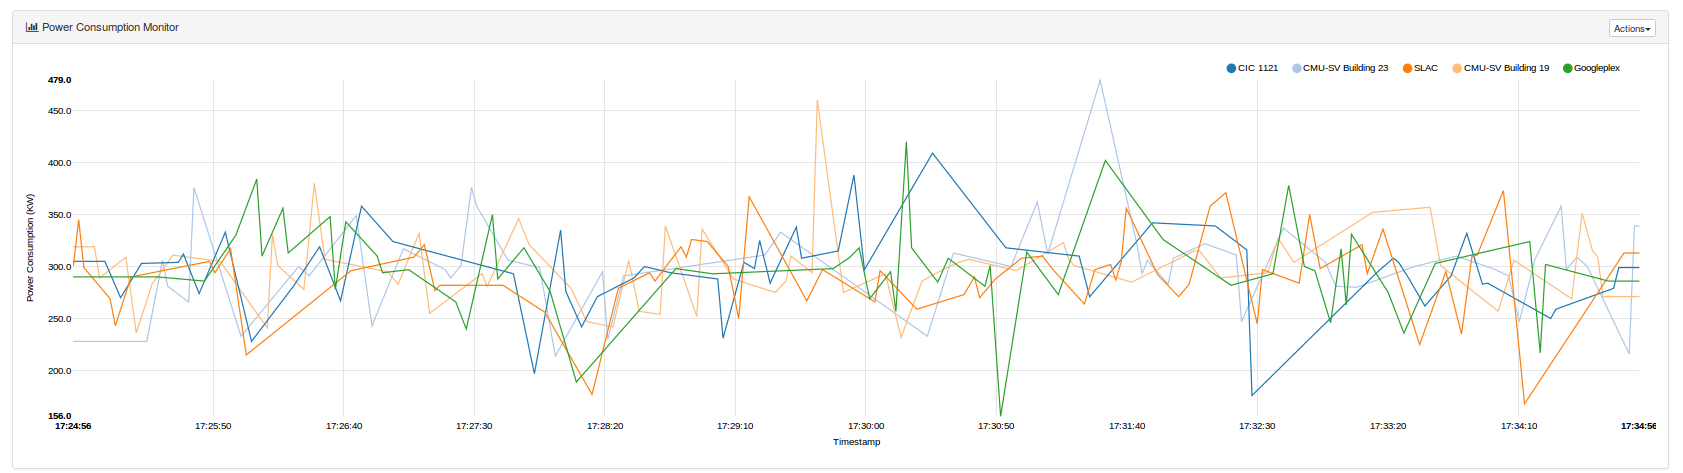 Power Consumption Monitor
Actions
CIC 1121 CMU-SV Building 23 SLAC CMU-SV Building 19 Googleplex
479.0
450.0
400.0
350.0
300.0
250.0
200.0
156.0
Power Consumption (KW)
17:24:56 17:25:50 17:26:40 17:27:30 17:28:20 17:29:10 17:30:00 17:30:50 17:31:40 17:32:30 17:33:20 17:34:10 17:34:56
Timestamp